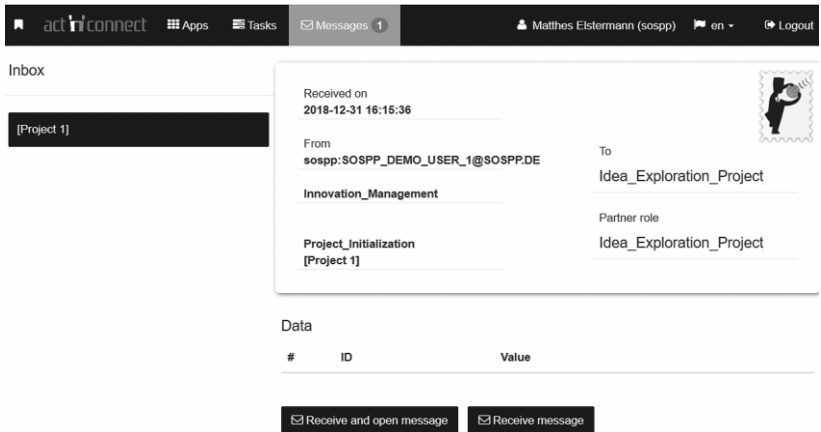 act'n'connect Apps Tasks Messages 1 Matthes Elstermann (sospp) en Logout
Inbox
[Project 1]
Received on
2018-12-31 16:15:36
From
sospp:SOSPP_DEMO_USER_1@SOSPP.DE
Innovation_Management
Project_Initialization
[Project 1]
To
Idea_Exploration_Project
Partner role
Idea_Exploration_Project
Data
# ID Value
Receive and open message Receive message